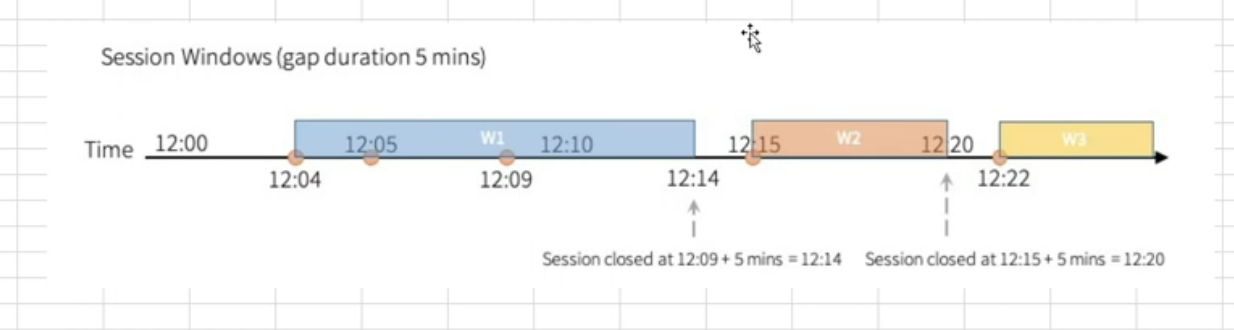 Session Windows (gap duration 5 mins)
Time 12:00 12:05 W1 12:10 12:15 W2 12:20 W3
12:04 12:09 12:14 12:22
Session closed at 12:09 + 5 mins = 12:14 Session closed at 12:15 + 5 mins = 12:20